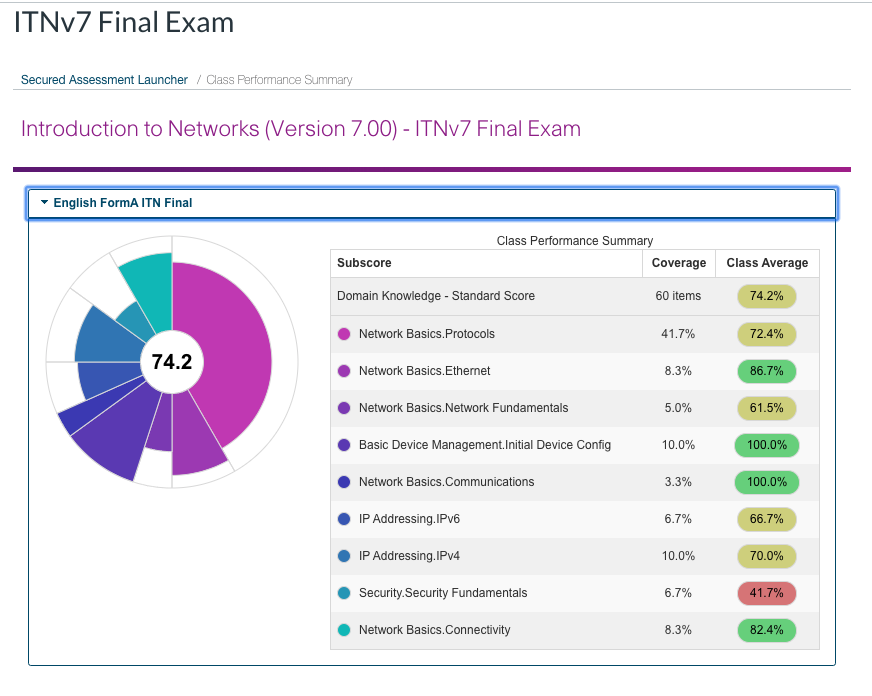 ITNv7 Final Exam
Secured Assessment Launcher / Class Performance Summary
Introduction to Networks (Version 7.00) - ITNv7 Final Exam
English FormA ITN Final
74.2
Class Performance Summary
Subscore Coverage Class Average
Domain Knowledge - Standard Score 60 items 74.2%
Network Basics.Protocols 41.7% 72.4%
Network Basics.Ethernet 8.3% 86.7%
Network Basics.Network Fundamentals 5.0% 61.5%
Basic Device Management.Initial Device Config 10.0% 100.0%
Network Basics.Communications 3.3% 100.0%
IP Addressing.IPv6 6.7% 66.7%
IP Addressing.IPv4 10.0% 70.0%
Security.Security Fundamentals 6.7% 41.7%
Network Basics.Connectivity 8.3% 82.4%